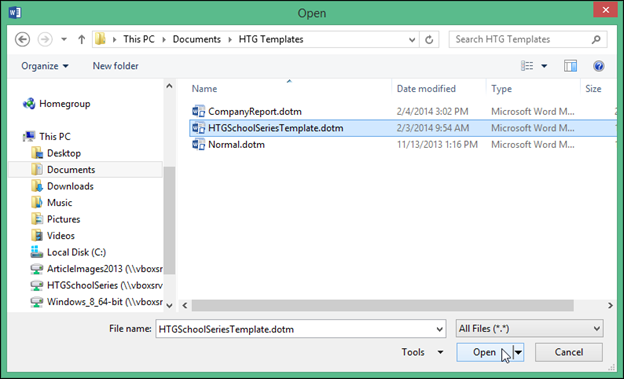 Open
This PC Documents HTG Templates Search HTG Templates
Organize New folder
Name Date modified Type Size
Homegroup
This PC
Desktop
Documents
Downloads
Music
Pictures
Videos
Local Disk (C:)
ArticleImages2013 (\\vboxsrv
HTGSchoolSeries (\\vboxsrv
Windows_8_64-bit (\\vboxsrv
CompanyReport.dotm 2/4/2014 3:02 PM Microsoft Word M...
HTGSchoolSeriesTemplate.dotm 2/3/2014 9:54 AM Microsoft Word M...
Normal.dotm 11/13/2013 1:16 PM Microsoft Word M...
File name: HTGSchoolSeriesTemplate.dotm All Files (*.*)
Tools Open Cancel